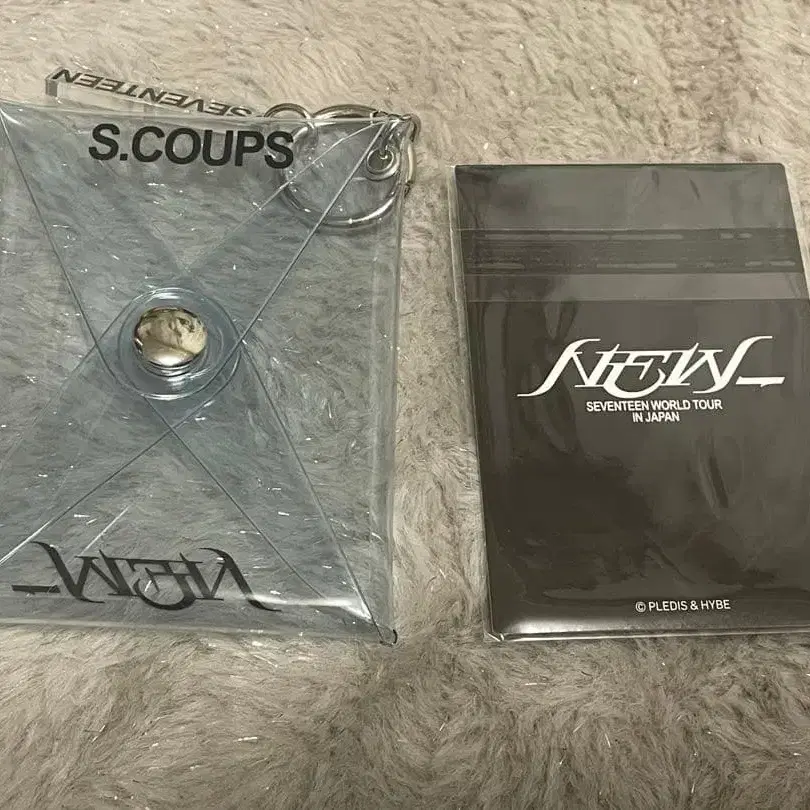 SEVENTEEN
S.COUPS
NEW_
NEW_
SEVENTEEN WORLD TOUR
IN JAPAN
© PLEDIS & HYBE